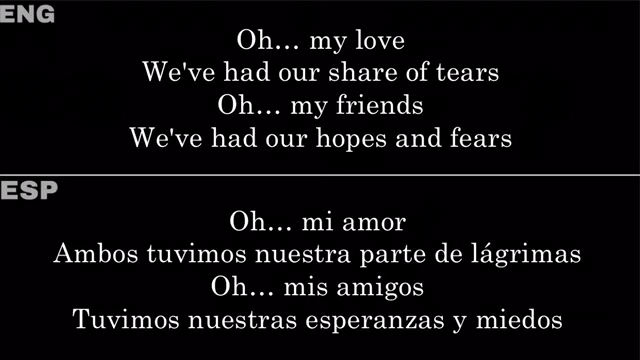 ENG
Oh… my love
We've had our share of tears
Oh… my friends
We've had our hopes and fears
ESP
Oh… mi amor
Ambos tuvimos nuestra parte de lágrimas
Oh… mis amigos
Tuvimos nuestras esperanzas y miedos